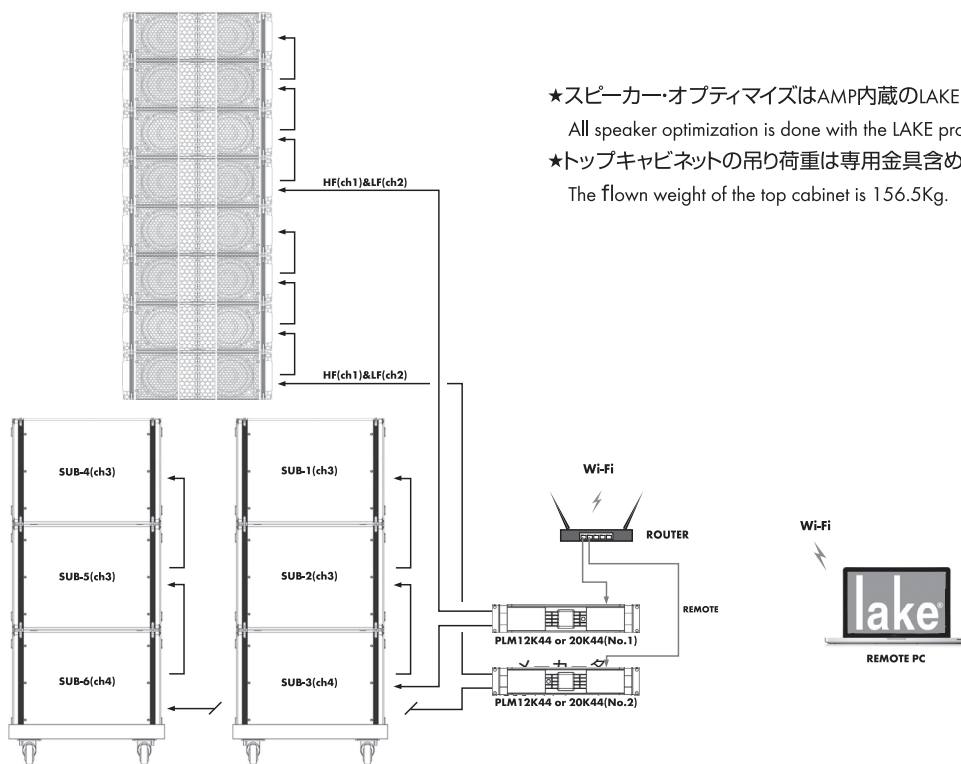 ★スピーカー・オプティマイズはAMP内蔵のLAKE
All speaker optimization is done with the LAKE pro
★トップキャビネットの吊り荷重は専用金具含め
The flown weight of the top cabinet is 156.5Kg.
HF(ch1)&LF(ch2)
HF(ch1)&LF(ch2)
SUB-4(ch3)
SUB-1(ch3)
SUB-5(ch3)
SUB-2(ch3)
SUB-6(ch4)
SUB-3(ch4)
Wi-Fi
ROUTER
REMOTE
PLM12K44 or 20K44(No.1)
PLM12K44 or 20K44(No.2)
Wi-Fi
lake®
REMOTE PC